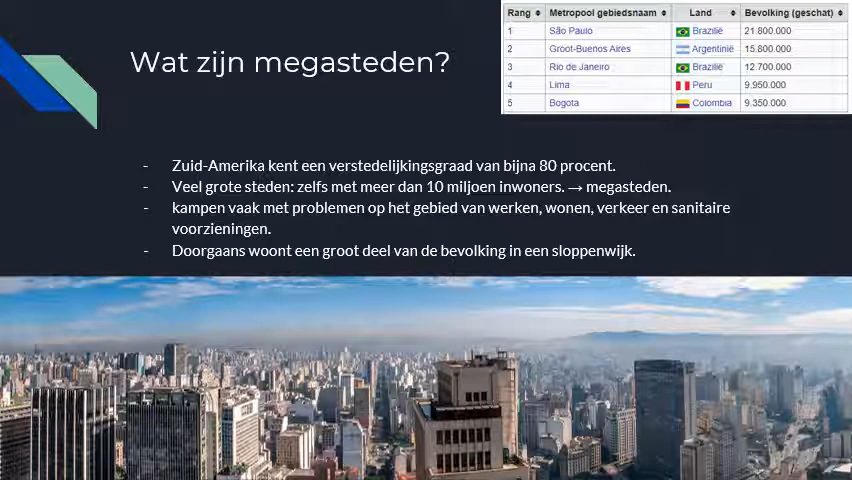 Rang Metropool gebiedsnaam Land Bevolking (geschat)
1 São Paulo Brazilië 21.800.000
2 Groot-Buenos Aires Argentinië 15.800.000
3 Rio de Janeiro Brazilië 12.700.000
4 Lima Peru 9.950.000
5 Bogota Colombia 9.350.000
Wat zijn megasteden?
- Zuid-Amerika kent een verstedelijkingsgraad van bijna 80 procent.
- Veel grote steden: zelfs met meer dan 10 miljoen inwoners. → megasteden.
- kampen vaak met problemen op het gebied van werken, wonen, verkeer en sanitaire
voorzieningen.
- Doorgaans woont een groot deel van de bevolking in een sloppenwijk.